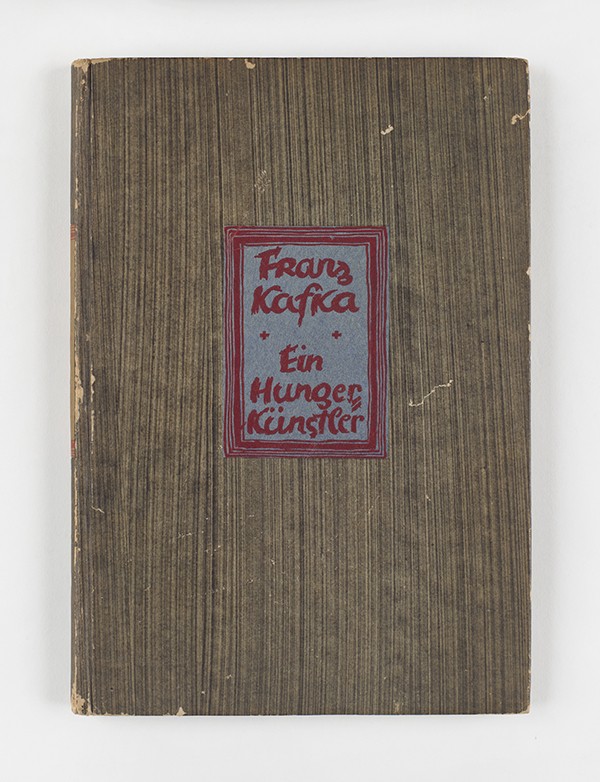 Franz
Kafka
+ +
Ein
Hunger=
Künstler